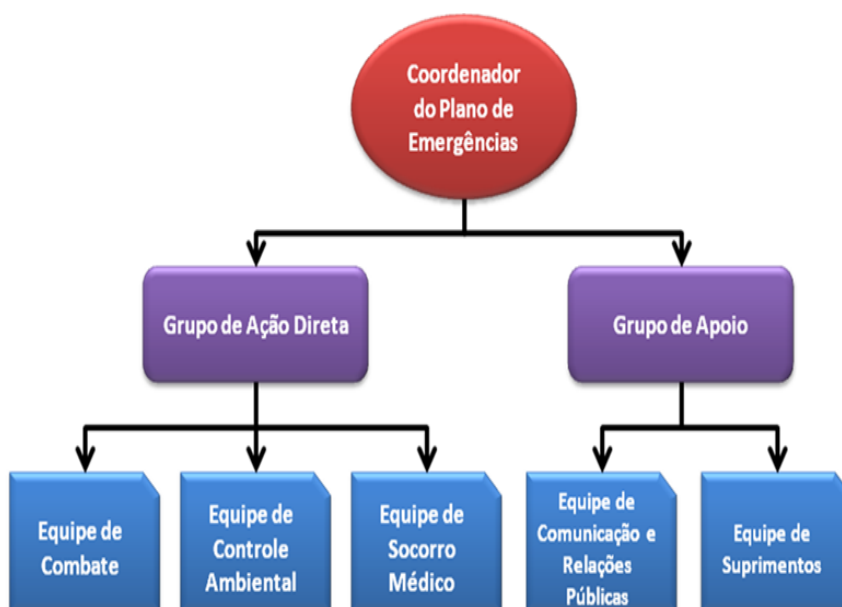 Coordenador
do Plano de
Emergências
Grupo de Ação Direta
Grupo de Apoio
Equipe de
Combate
Equipe de
Controle
Ambiental
Equipe de
Socorro
Médico
Equipe de
Comunicação e
Relações
Públicas
Equipe de
Suprimentos